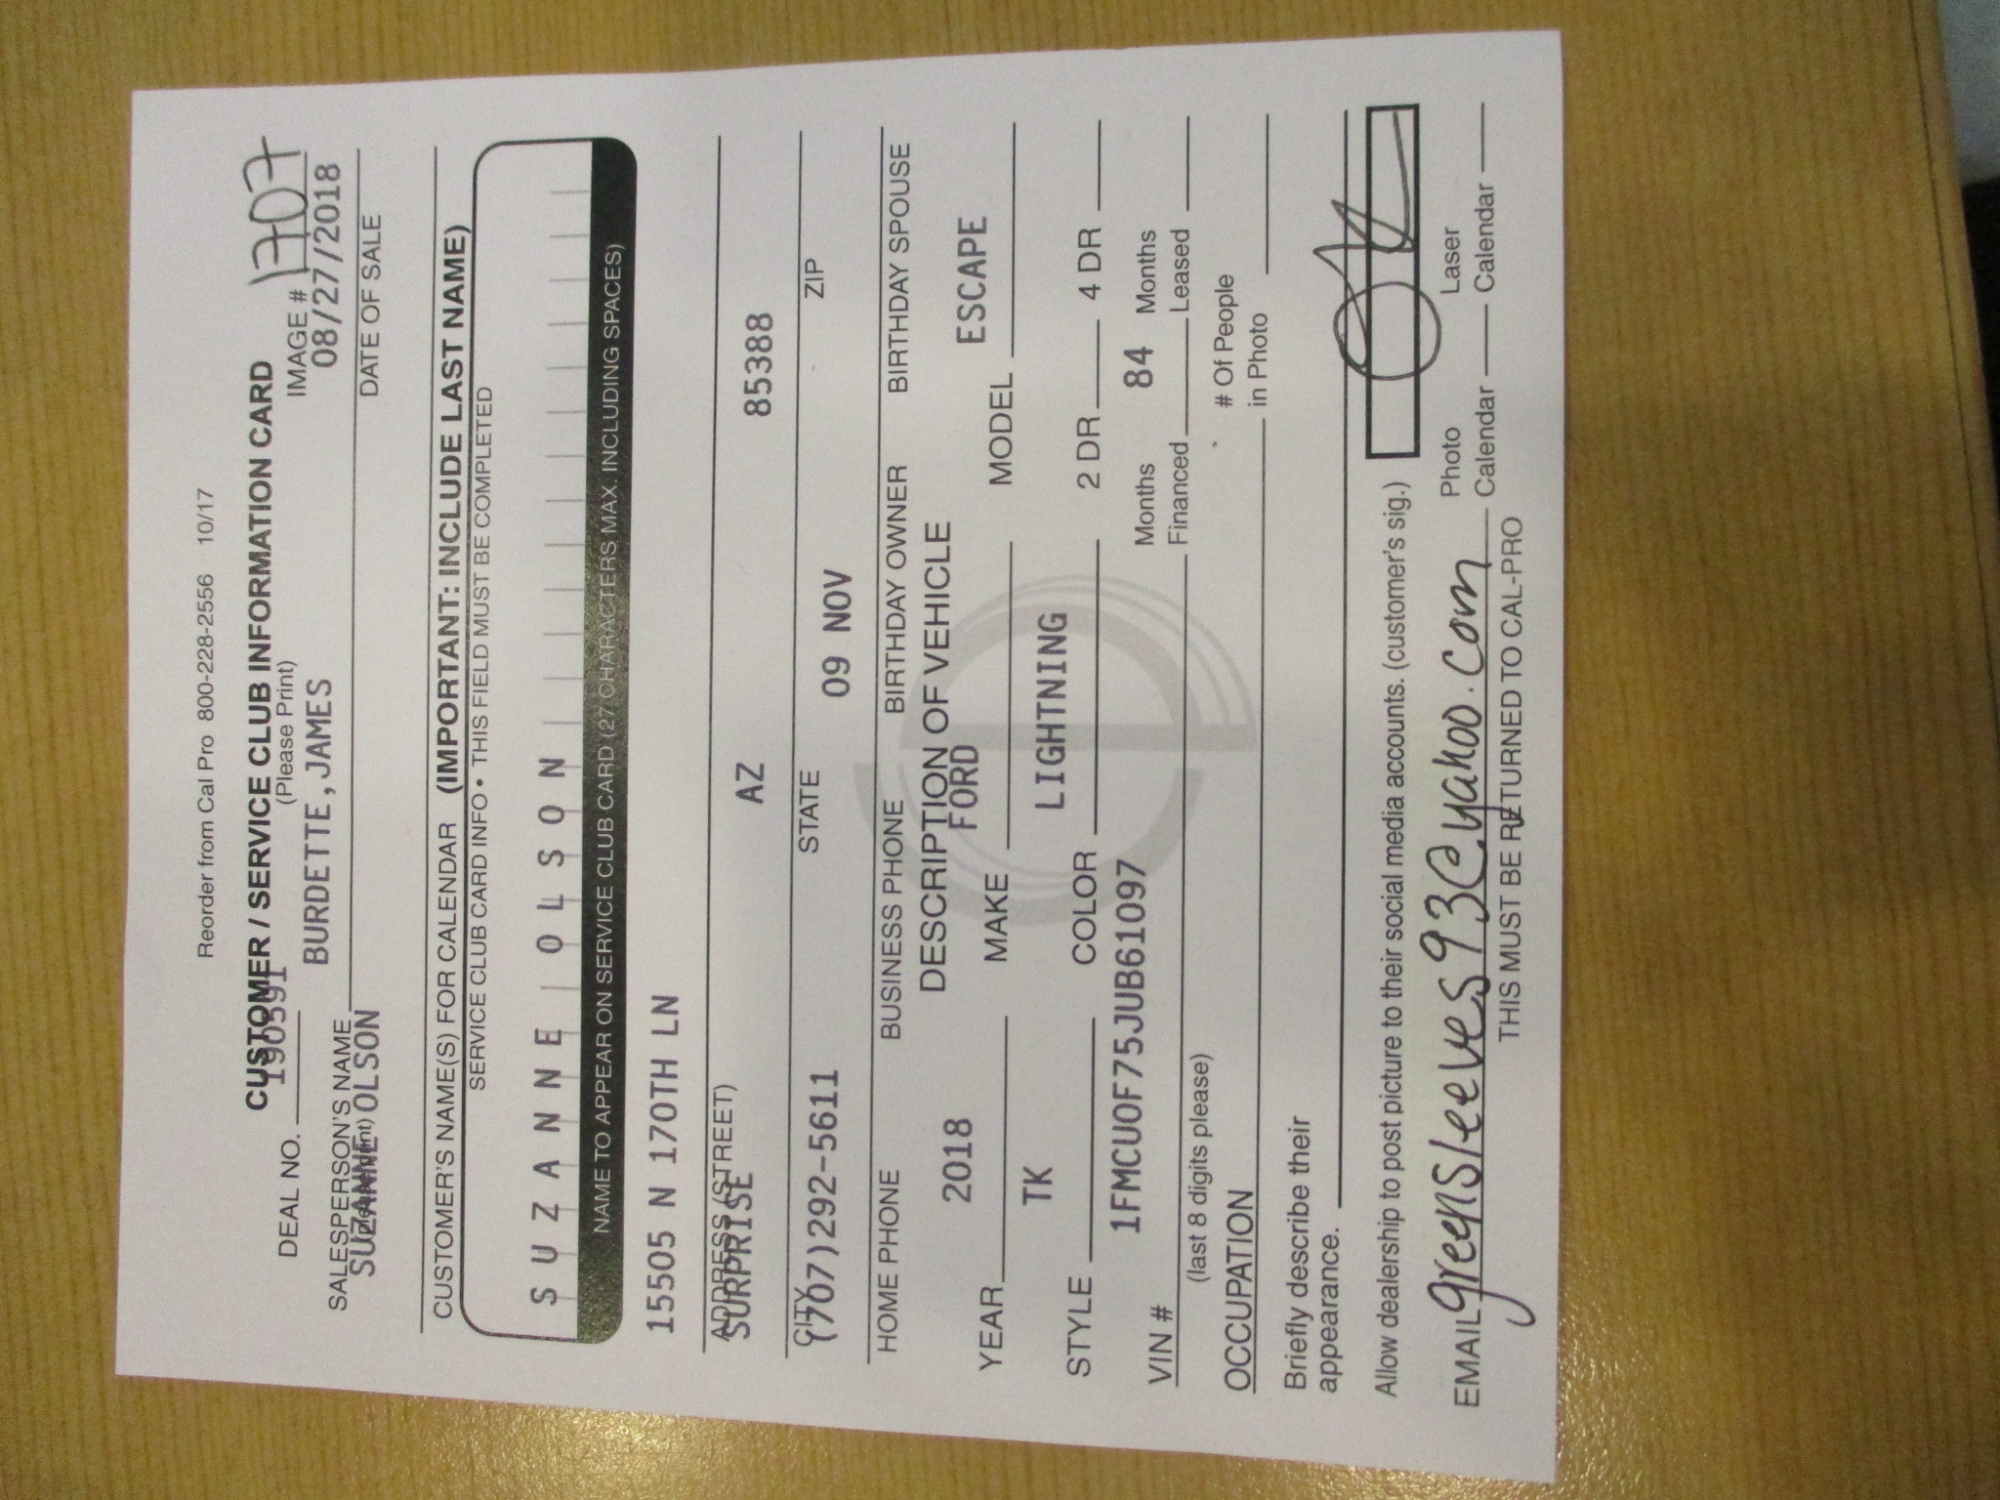 Reorder from Cal Pro 800-228-2556 10/17
CUSTOMER / SERVICE CLUB INFORMATION CARD
(Please Print)
DEAL NO. 1905391 IMAGE # 1707
BURDETTE,JAMES 08/27/2018
SALESPERSON'S NAME DATE OF SALE
SUZANNE OLSON
CUSTOMER'S NAME(S) FOR CALENDAR (IMPORTANT: INCLUDE LAST NAME)
SERVICE CLUB CARD INFO • THIS FIELD MUST BE COMPLETED
SUZANNE OLSON
NAME TO APPEAR ON SERVICE CLUB CARD (27 CHARACTERS MAX. INCLUDING SPACES)
15505 N 170TH LN
ADDRESS (STREET)
SURPRISE AZ 85388
CITY STATE ZIP
(707)292-5611 09 NOV
HOME PHONE BUSINESS PHONE BIRTHDAY OWNER BIRTHDAY SPOUSE
DESCRIPTION OF VEHICLE
2018 FORD ESCAPE
YEAR MAKE MODEL
TK LIGHTNING
STYLE COLOR 2 DR 4 DR
1FMCU0F75JUB61097 84
VIN # Months Financed Months Leased
(last 8 digits please)
OCCUPATION # Of People in Photo
Briefly describe their
appearance.
Allow dealership to post picture to their social media accounts. (customer's sig.)
EMAIL greensleeves93@yahoo.com Photo Calendar Laser Calendar
THIS MUST BE RETURNED TO CAL-PRO